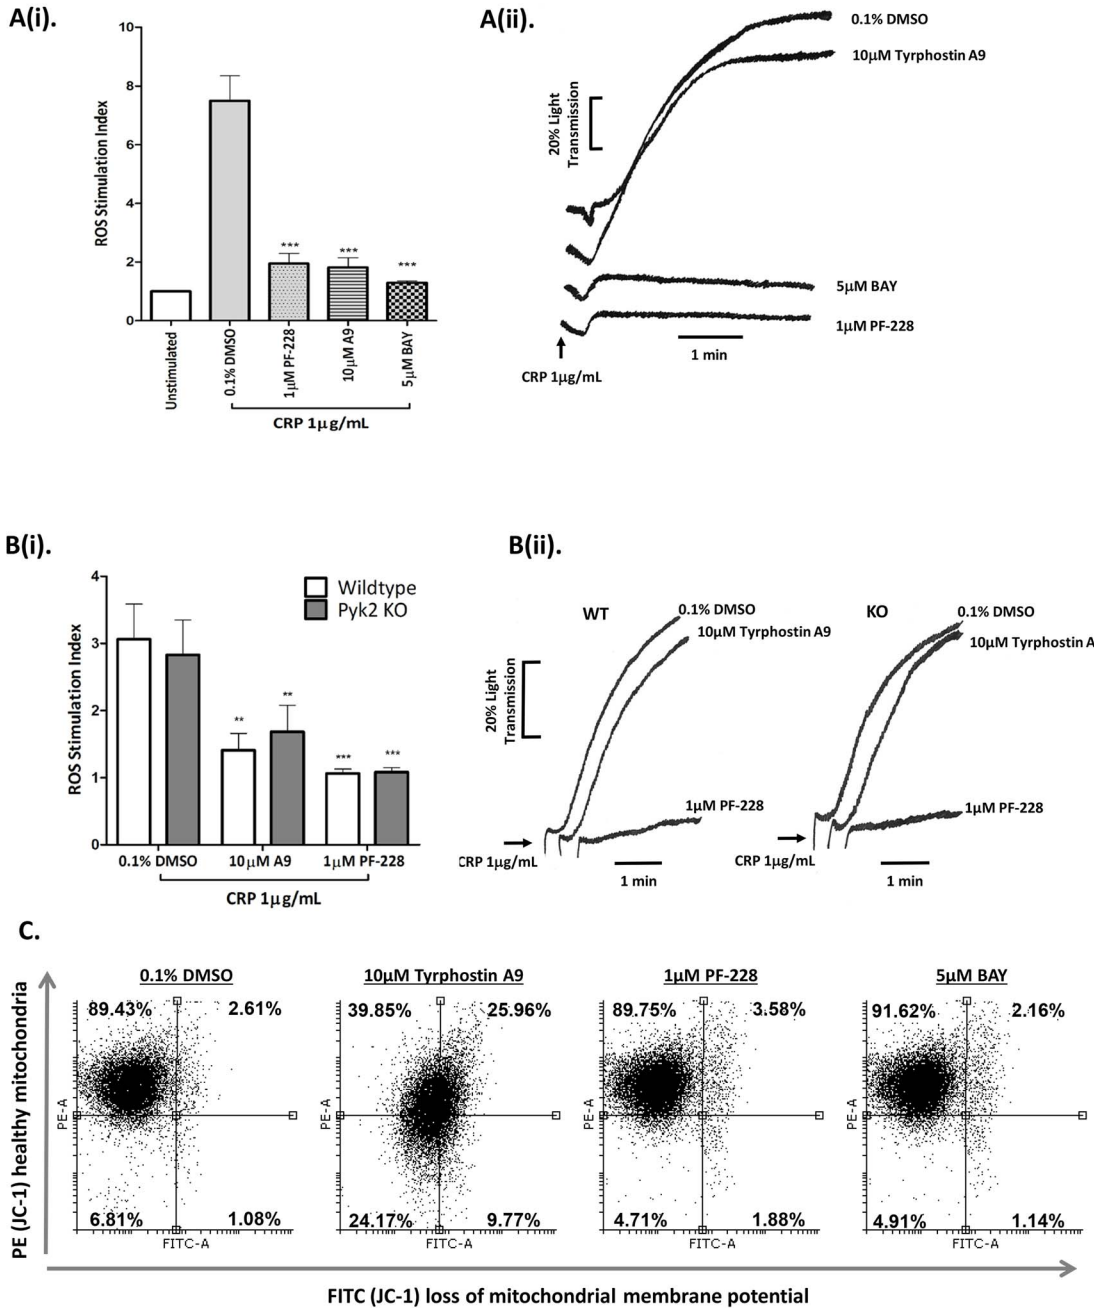 A(i).
ROS Stimulation Index
10
8
6
4
2
0
***
***
***
Unstimulated
0.1% DMSO
1μM PF-228
10μM A9
5μM BAY
CRP 1μg/mL
A(ii).
0.1% DMSO
10μM Tyrphostin A9
20% Light
Transmission
5μM BAY
1μM PF-228
1 min
CRP 1μg/mL
B(i).
ROS Stimulation Index
4
3
2
1
0
Wildtype
Pyk2 KO
**
**
***
***
0.1% DMSO
10μM A9
1μM PF-228
CRP 1μg/mL
B(ii).
WT
0.1% DMSO
10μM Tyrphostin A9
20% Light
Transmission
1μM PF-228
CRP 1μg/mL
1 min
KO
0.1% DMSO
10μM Tyrphostin A
1μM PF-228
CRP 1μg/mL
1 min
C.
PE (JC-1) healthy mitochondria
0.1% DMSO
89.43%
2.61%
PE-A
6.81%
1.08%
FITC-A
10μM Tyrphostin A9
39.85%
25.96%
PE-A
24.17%
9.77%
FITC-A
1μM PF-228
89.75%
3.58%
PE-A
4.71%
1.88%
FITC-A
5μM BAY
91.62%
2.16%
PE-A
4.91%
1.14%
FITC-A
FITC (JC-1) loss of mitochondrial membrane potential